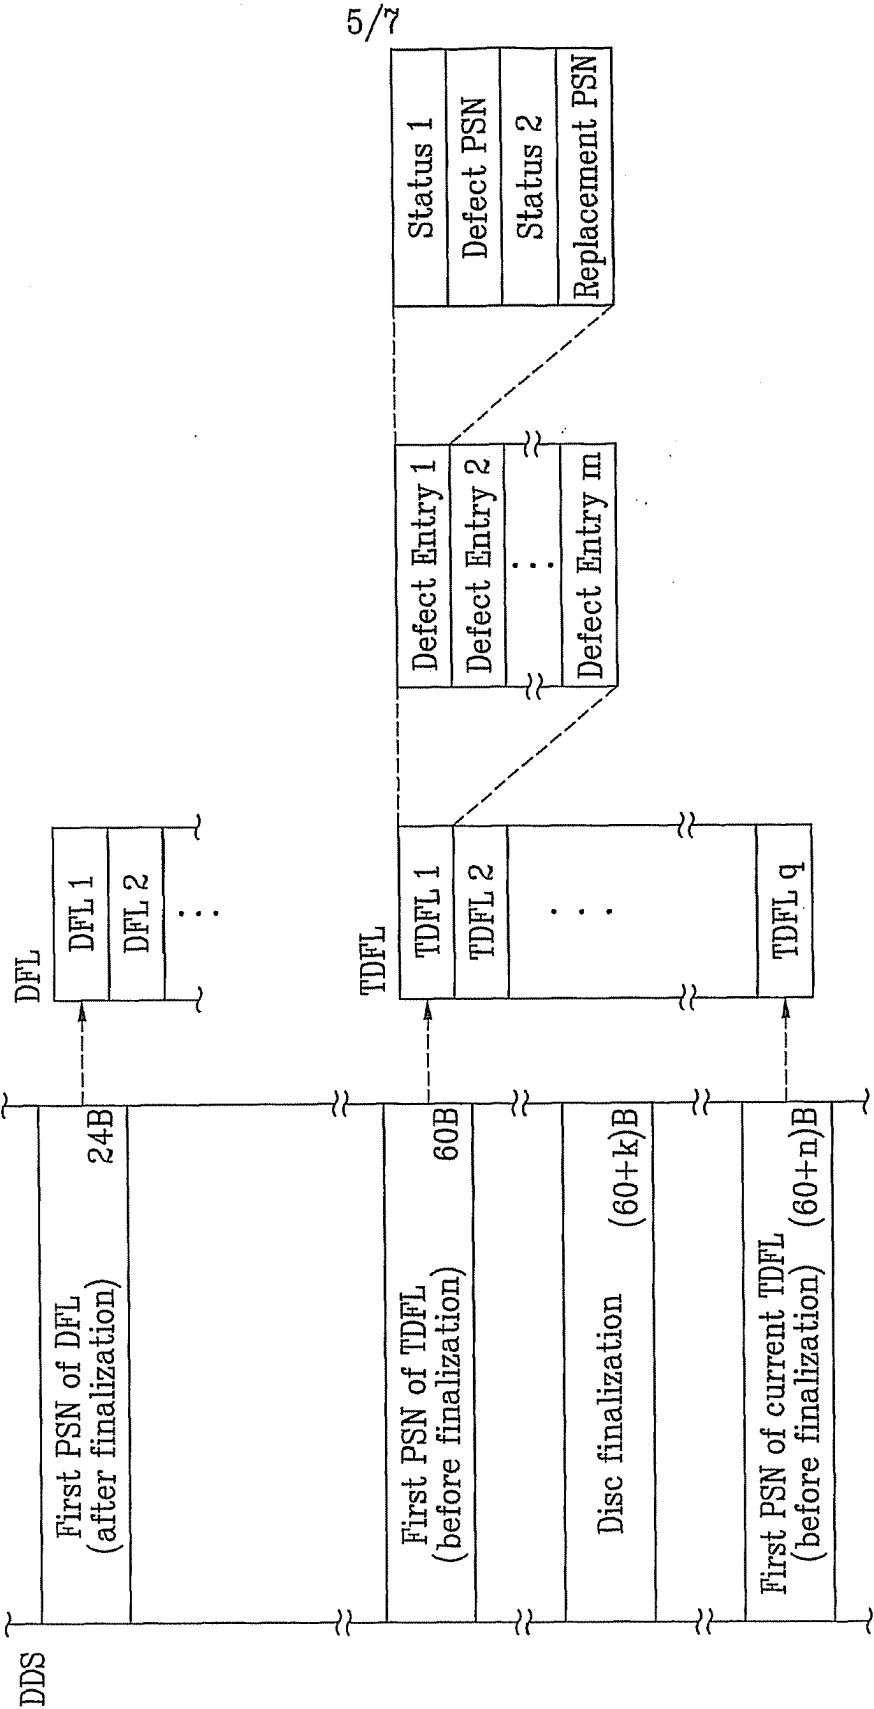 5/7
DDS
First PSN of DFL
(after finalization)
24B
First PSN of TDFL
(before finalization)
60B
Disc finalization
(60+k)B
First PSN of current TDFL
(before finalization)
(60+n)B
DFL
DFL 1
DFL 2
...
TDFL
TDFL 1
TDFL 2
...
TDFL q
Defect Entry 1
Defect Entry 2
...
Defect Entry m
Status 1
Defect PSN
Status 2
Replacement PSN